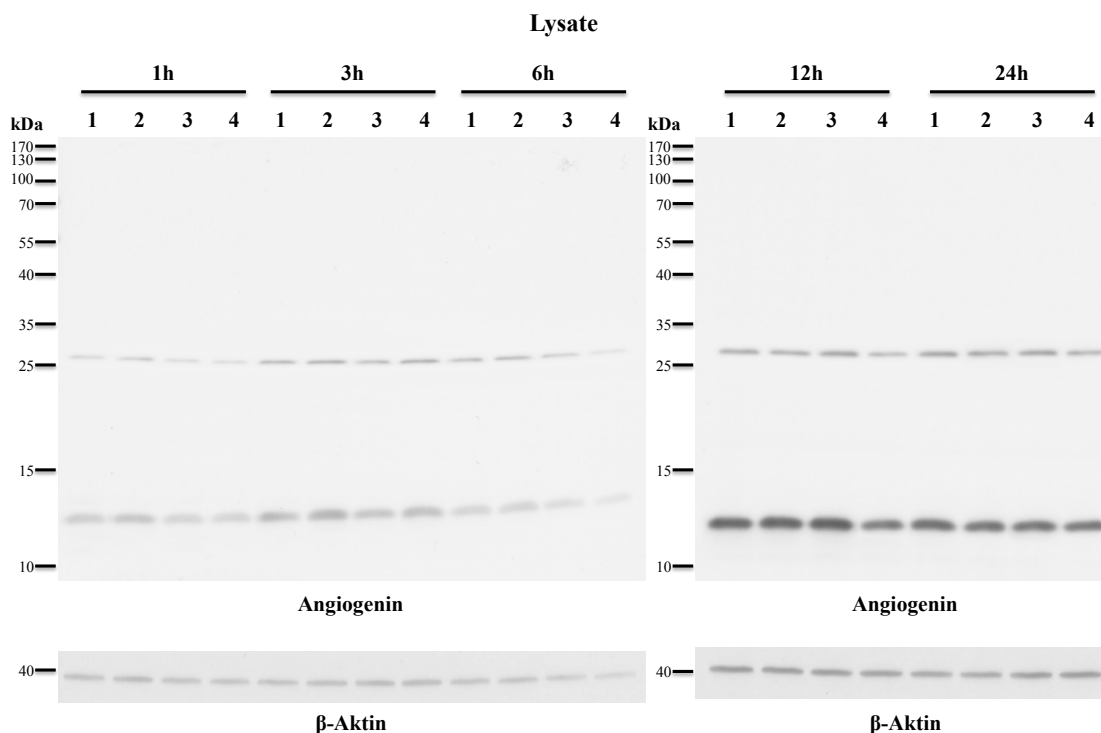 Lysate
1h 3h 6h 12h 24h
kDa 1 2 3 4 1 2 3 4 1 2 3 4 kDa 1 2 3 4 1 2 3 4
170 170
130 130
100 100
70 70
55 55
40 40
35 35
25 25
15 15
10 10
Angiogenin Angiogenin
40 40
β-Aktin β-Aktin